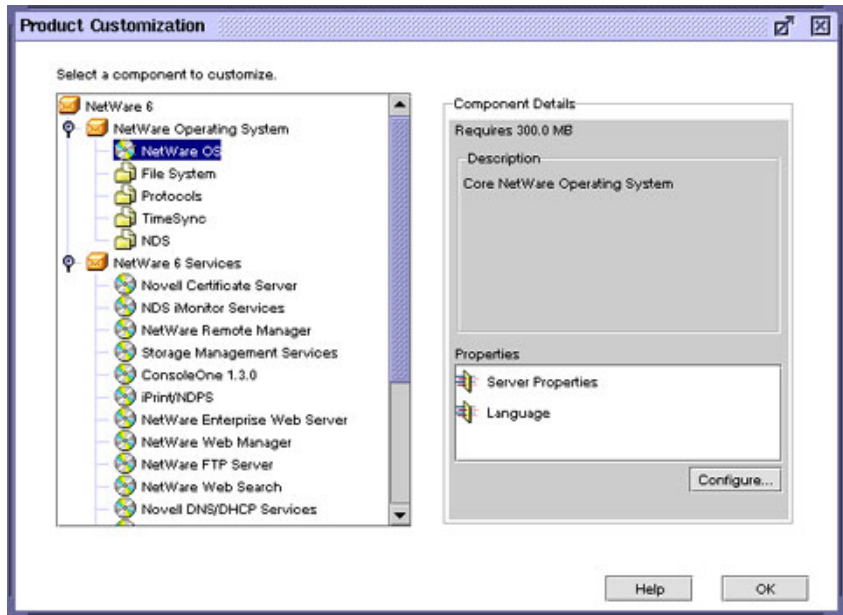 Product Customization
Select a component to customize.
NetWare 6
NetWare Operating System
NetWare OS
File System
Protocols
TimeSync
NDS
NetWare 6 Services
Novell Certificate Server
NDS iMonitor Services
NetWare Remote Manager
Storage Management Services
ConsoleOne 1.3.0
iPrint/NDPS
NetWare Enterprise Web Server
NetWare Web Manager
NetWare FTP Server
NetWare Web Search
Novell DNS/DHCP Services
Component Details
Requires 300.0 MB
Description
Core NetWare Operating System
Properties
Server Properties
Language
Configure...
Help
OK